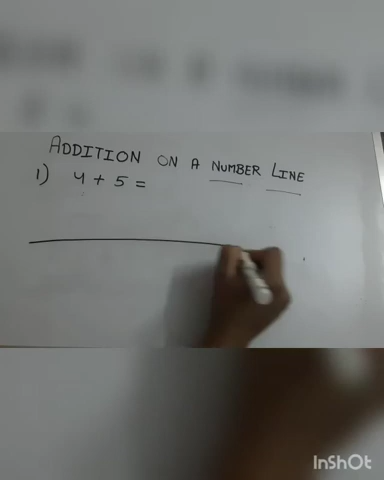 ADDITION ON A NUMBER LINE
1) 4 + 5 =
InShOt